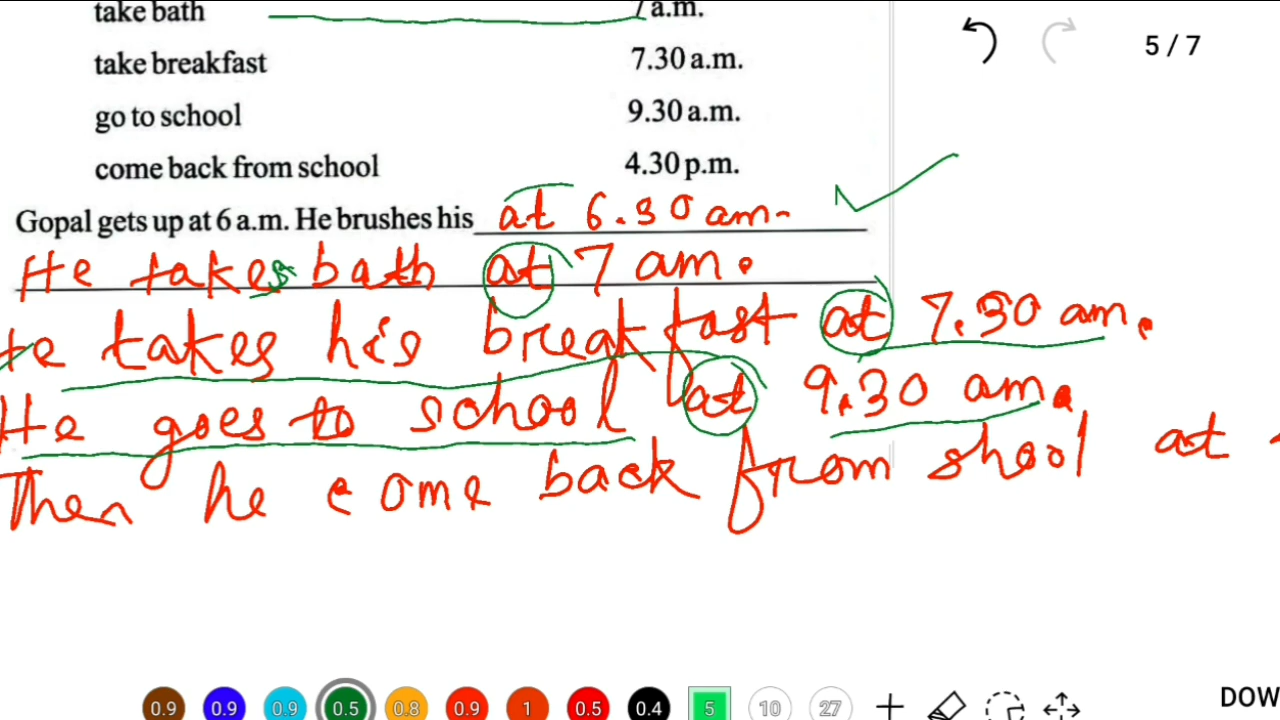 take bath 7 a.m.
take breakfast 7.30 a.m.
go to school 9.30 a.m.
come back from school 4.30 p.m.
Gopal gets up at 6 a.m. He brushes his at 6.30 am.
He takes bath at 7 am.
He takes his breakfast at 7.30 am.
He goes to school at 9.30 am.
Then he come back from shool at
5 / 7
0.9 0.9 0.9 0.5 0.8 0.9 1 0.5 0.4 5 10 27
DOW